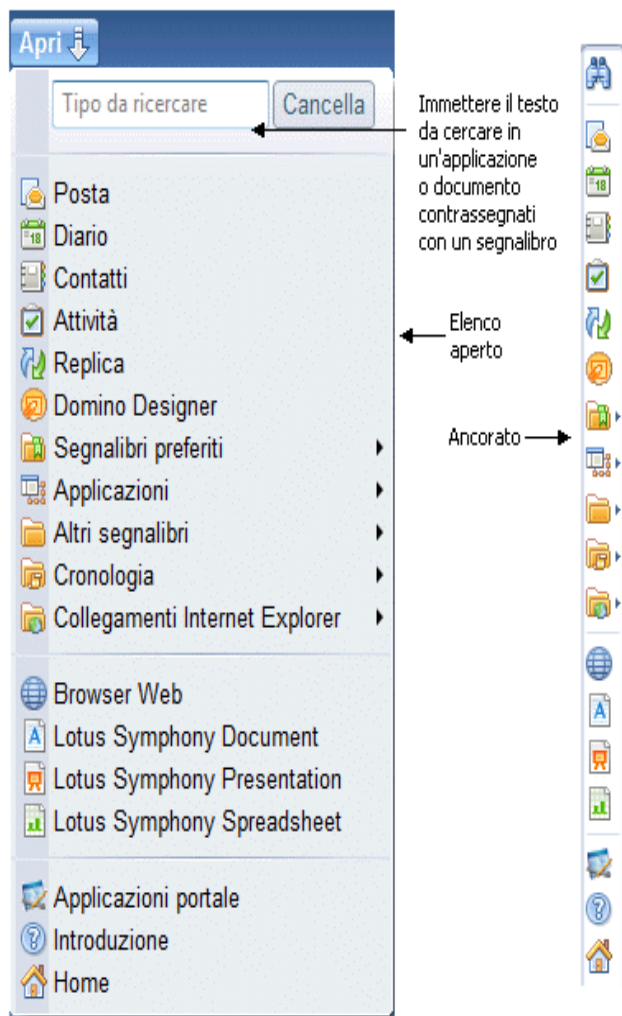 Apri
Tipo da ricercare
Cancella
Posta
18 Diario
Contatti
Attività
Replica
Domino Designer
Segnalibri preferiti
Applicazioni
Altri segnalibri
Cronologia
Collegamenti Internet Explorer
Browser Web
A Lotus Symphony Document
Lotus Symphony Presentation
Lotus Symphony Spreadsheet
Applicazioni portale
? Introduzione
Home
Immettere il testo
da cercare in
un'applicazione
o documento
contrassegnati
con un segnalibro
Elenco
aperto
Ancorato
18
A
?